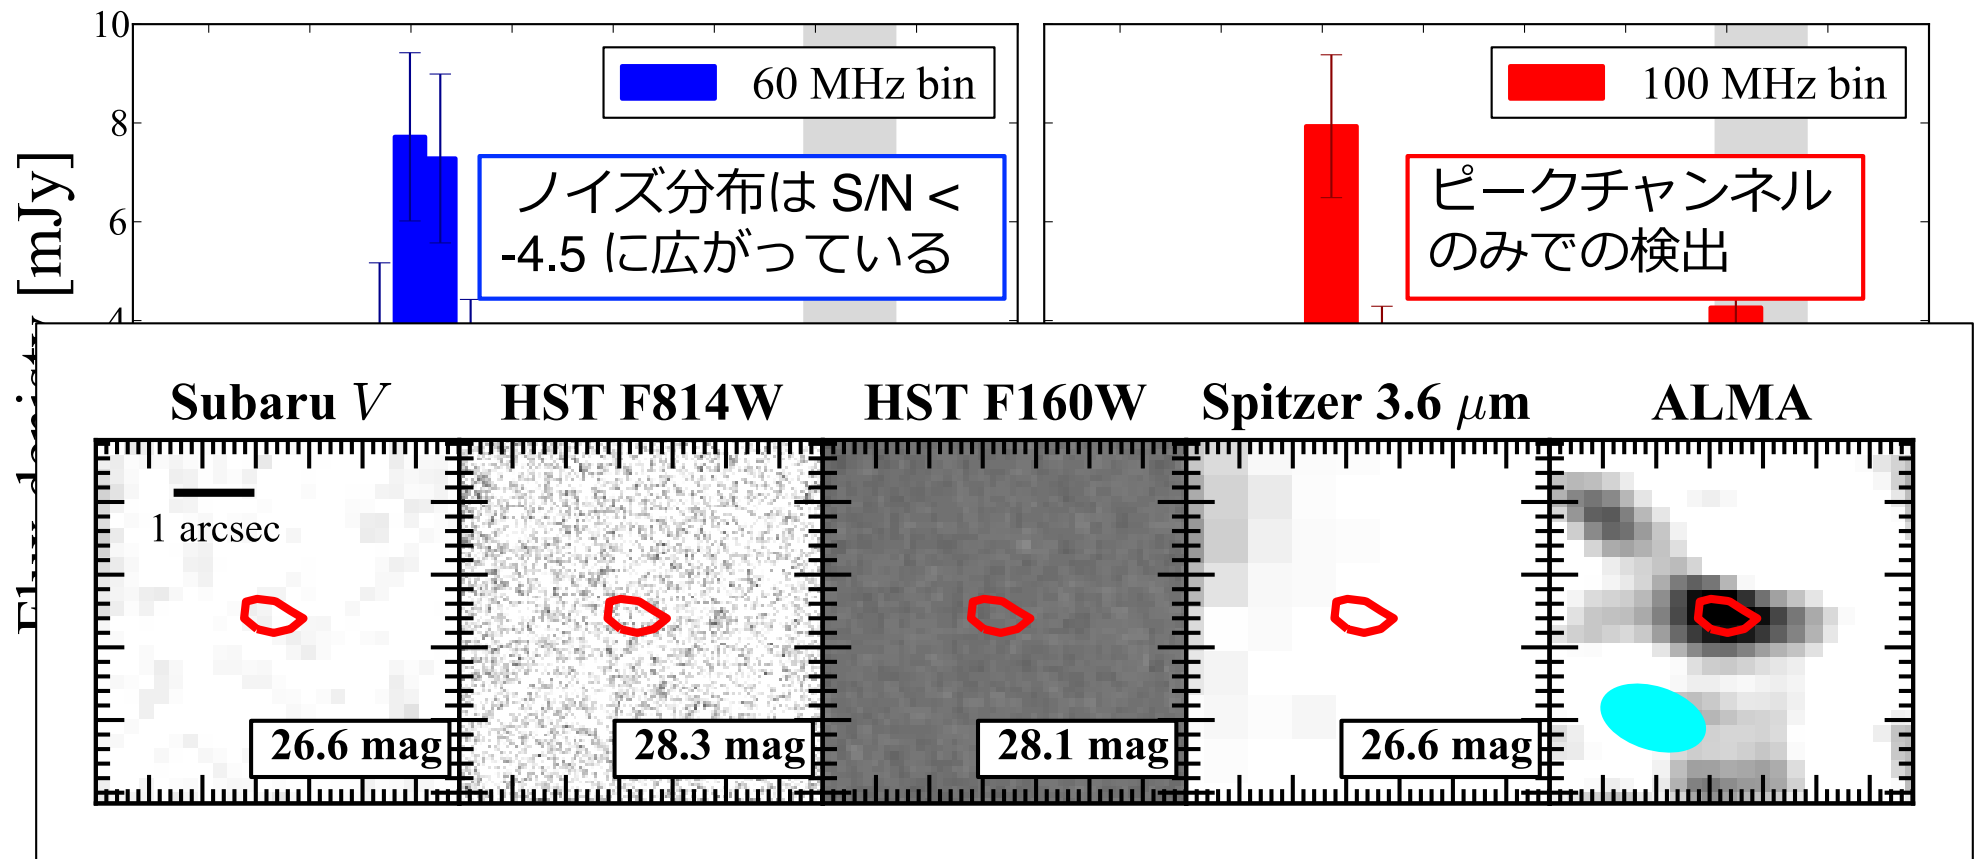 10
60 MHz bin
100 MHz bin
8
[mJy]
ノイズ分布は S/N <
-4.5 に広がっている
ピークチャンネル
のみでの検出
6
4
Subaru V
HST F814W
HST F160W
Spitzer 3.6 μm
ALMA
1 arcsec
26.6 mag
28.3 mag
28.1 mag
26.6 mag